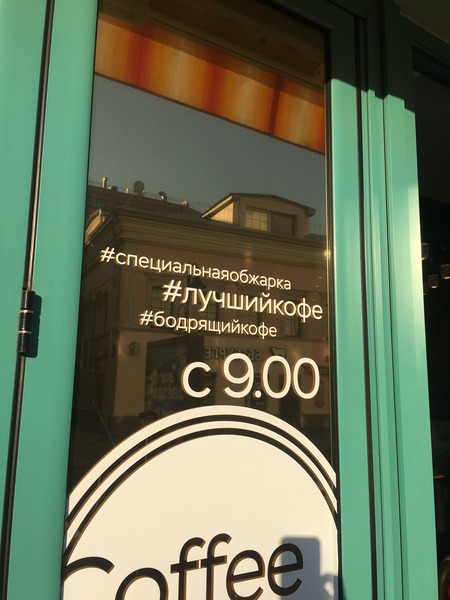 #специальнаяобжарка
#лучшийкофе
#бодрящийкофе
с 9.00
Coffee